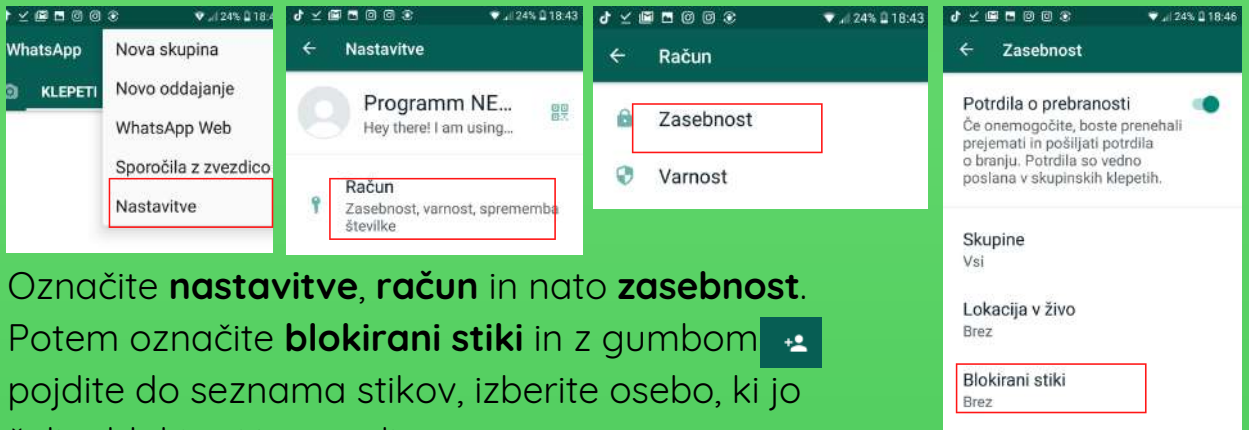 24% 18:4
WhatsApp
KLEPETI
Nova skupina
Novo oddajanje
WhatsApp Web
Sporočila z zvezdico
Nastavitve
24% 18:43
Nastavitve
Programm NE...
Hey there! I am using...
Račun
Zasebnost, varnost, sprememba
številke
24% 18:43
Račun
Zasebnost
Varnost
24% 18:46
Zasebnost
Potrdila o prebranosti
Če onemogočite, boste prenehali
prejemati in pošiljati potrdila
o branju. Potrdila so vedno
poslana v skupinskih klepetih.
Skupine
Vsi
Lokacija v živo
Brez
Blokirani stiki
Brez
Označite nastavitve, račun in nato zasebnost.
Potem označite blokirani stiki in z gumbom
pojdite do seznama stikov, izberite osebo, ki jo